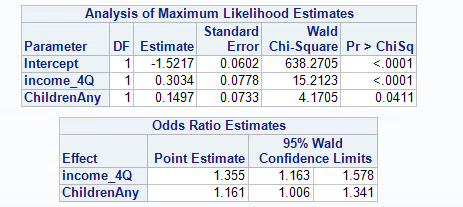 Analysis of Maximum Likelihood Estimates
Standard Wald
Parameter DF Estimate Error Chi-Square Pr > ChiSq
Intercept 1 -1.5217 0.0602 638.2705 <.0001
income_4Q 1 0.3034 0.0778 15.2123 <.0001
ChildrenAny 1 0.1497 0.0733 4.1705 0.0411
Odds Ratio Estimates
95% Wald
Effect Point Estimate Confidence Limits
income_4Q 1.355 1.163 1.578
ChildrenAny 1.161 1.006 1.341